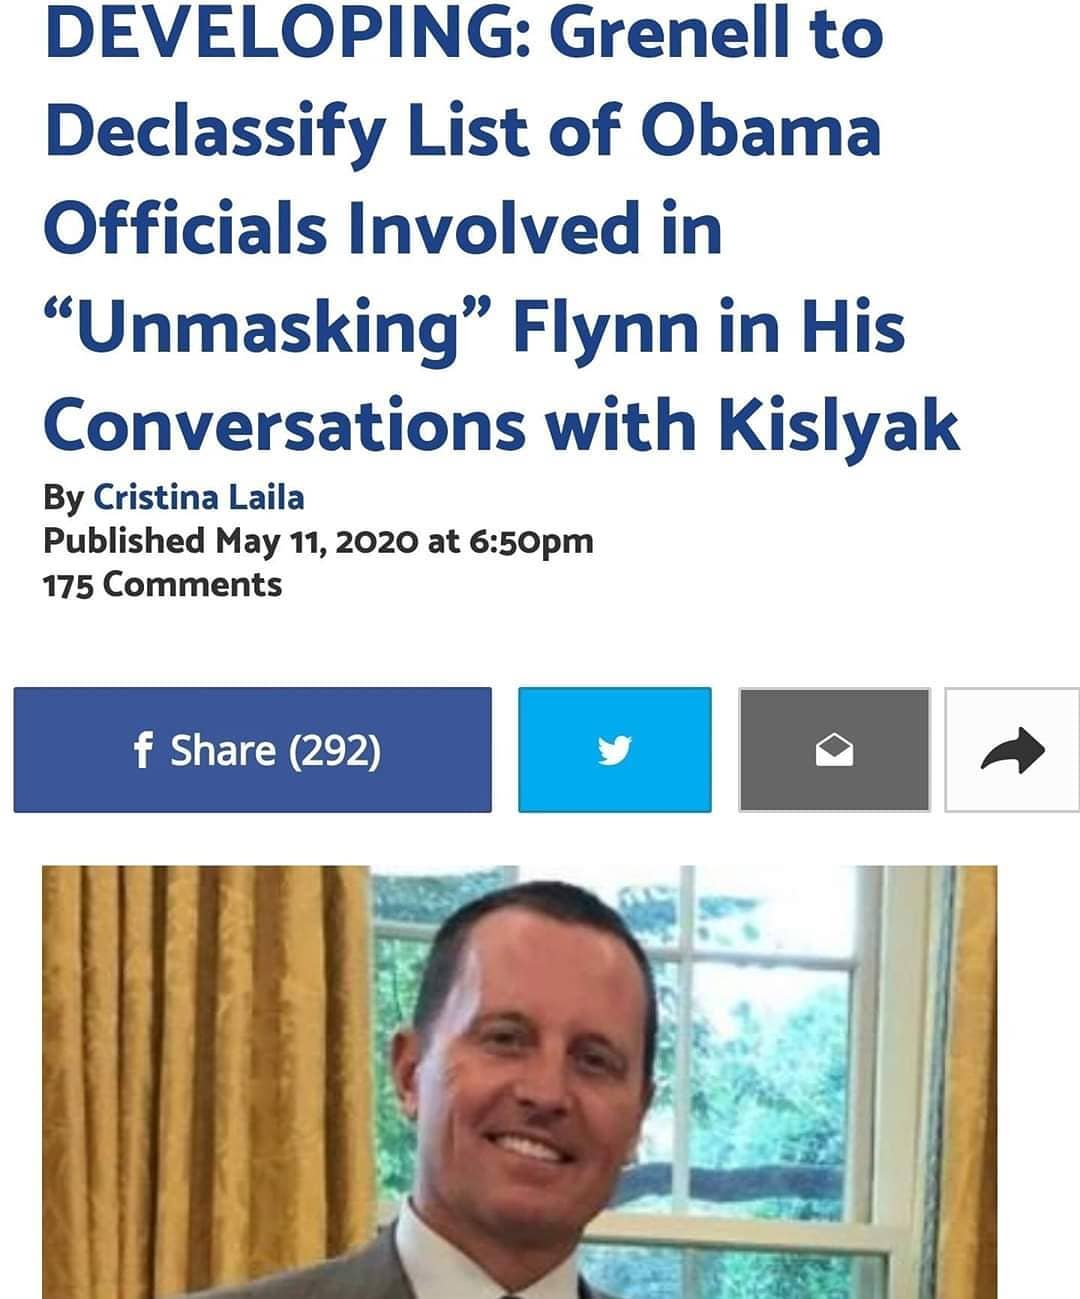 DEVELOPING: Grenell to
Declassify List of Obama
Officials Involved in
“Unmasking” Flynn in His
Conversations with Kislyak
By Cristina Laila
Published May 11, 2020 at 6:50pm
175 Comments
f Share (292)